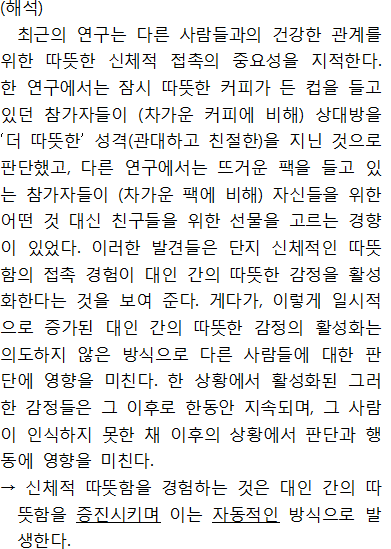 (해석)
최근의 연구는 다른 사람들과의 건강한 관계를
위한 따뜻한 신체적 접촉의 중요성을 지적한다.
한 연구에서는 잠시 따뜻한 커피가 든 컵을 들고
있던 참가자들이 (차가운 커피에 비해) 상대방을
‘더 따뜻한’ 성격(관대하고 친절한)을 지닌 것으로
판단했고, 다른 연구에서는 뜨거운 팩을 들고 있
는 참가자들이 (차가운 팩에 비해) 자신들을 위한
어떤 것 대신 친구들을 위한 선물을 고르는 경향
이 있었다. 이러한 발견들은 단지 신체적인 따뜻
함의 접촉 경험이 대인 간의 따뜻한 감정을 활성
화한다는 것을 보여 준다. 게다가, 이렇게 일시적
으로 증가된 대인 간의 따뜻한 감정의 활성화는
의도하지 않은 방식으로 다른 사람들에 대한 판
단에 영향을 미친다. 한 상황에서 활성화된 그러
한 감정들은 그 이후로 한동안 지속되며, 그 사람
이 인식하지 못한 채 이후의 상황에서 판단과 행
동에 영향을 미친다.
→ 신체적 따뜻함을 경험하는 것은 대인 간의 따
뜻함을 증진시키며 이는 자동적인 방식으로 발
생한다.